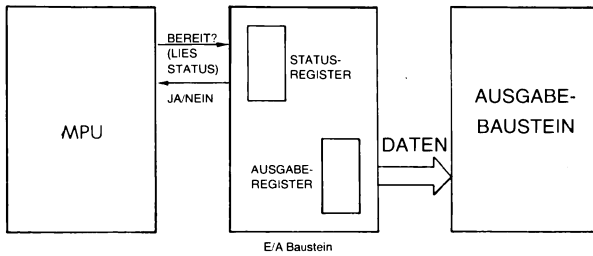 MPU
BEREIT?
(LIES
STATUS)
JA/NEIN
STATUS-
REGISTER
AUSGABE-
REGISTER
DATEN
AUSGABE-
BAUSTEIN
E/A Baustein